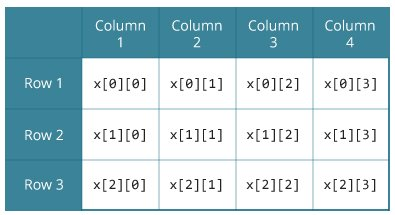 Column Column Column Column
1 2 3 4
Row 1 x[0][0] x[0][1] x[0][2] x[0][3]
Row 2 x[1][0] x[1][1] x[1][2] x[1][3]
Row 3 x[2][0] x[2][1] x[2][2] x[2][3]